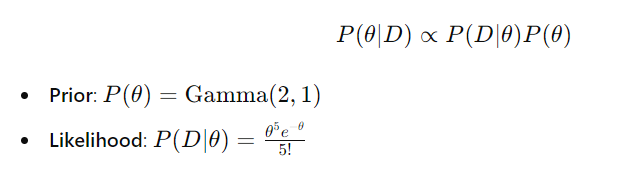 P(θ|D) ∝ P(D|θ)P(θ)
• Prior: P(θ) = Gamma(2, 1)
• Likelihood: P(D|θ) = θ⁵e⁻θ / 5!